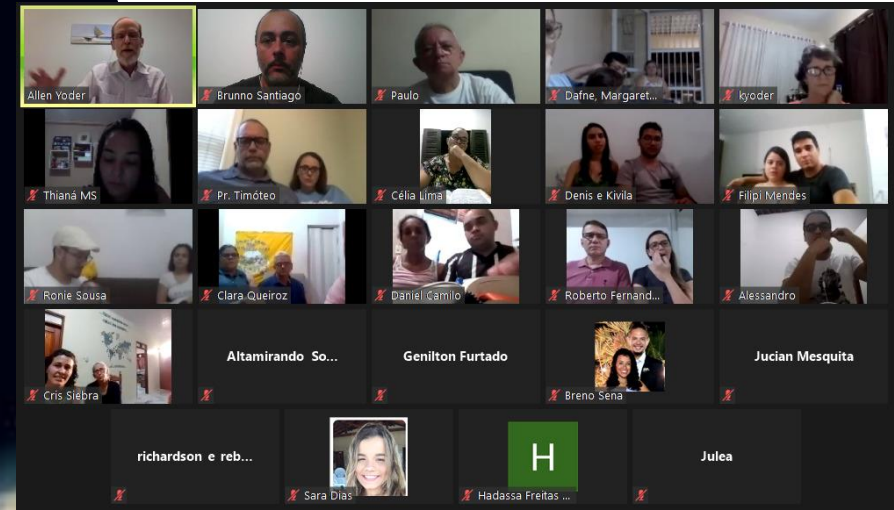 Allen Yoder
Brunno Santiago
Paulo
Dafne, Margaret...
kyoder
Thianá MS
Pr. Timóteo
Célia Lima
Denis e Kivila
Filipi Mendes
Ronie Sousa
Clara Queiroz
Daniel Camilo
Roberto Fernand...
Alessandro
Cris Siebra
Altamirando So...
Genilton Furtado
Breno Sena
Jucian Mesquita
richardson e reb...
Sara Dias
H
Hadassa Freitas ...
Julea